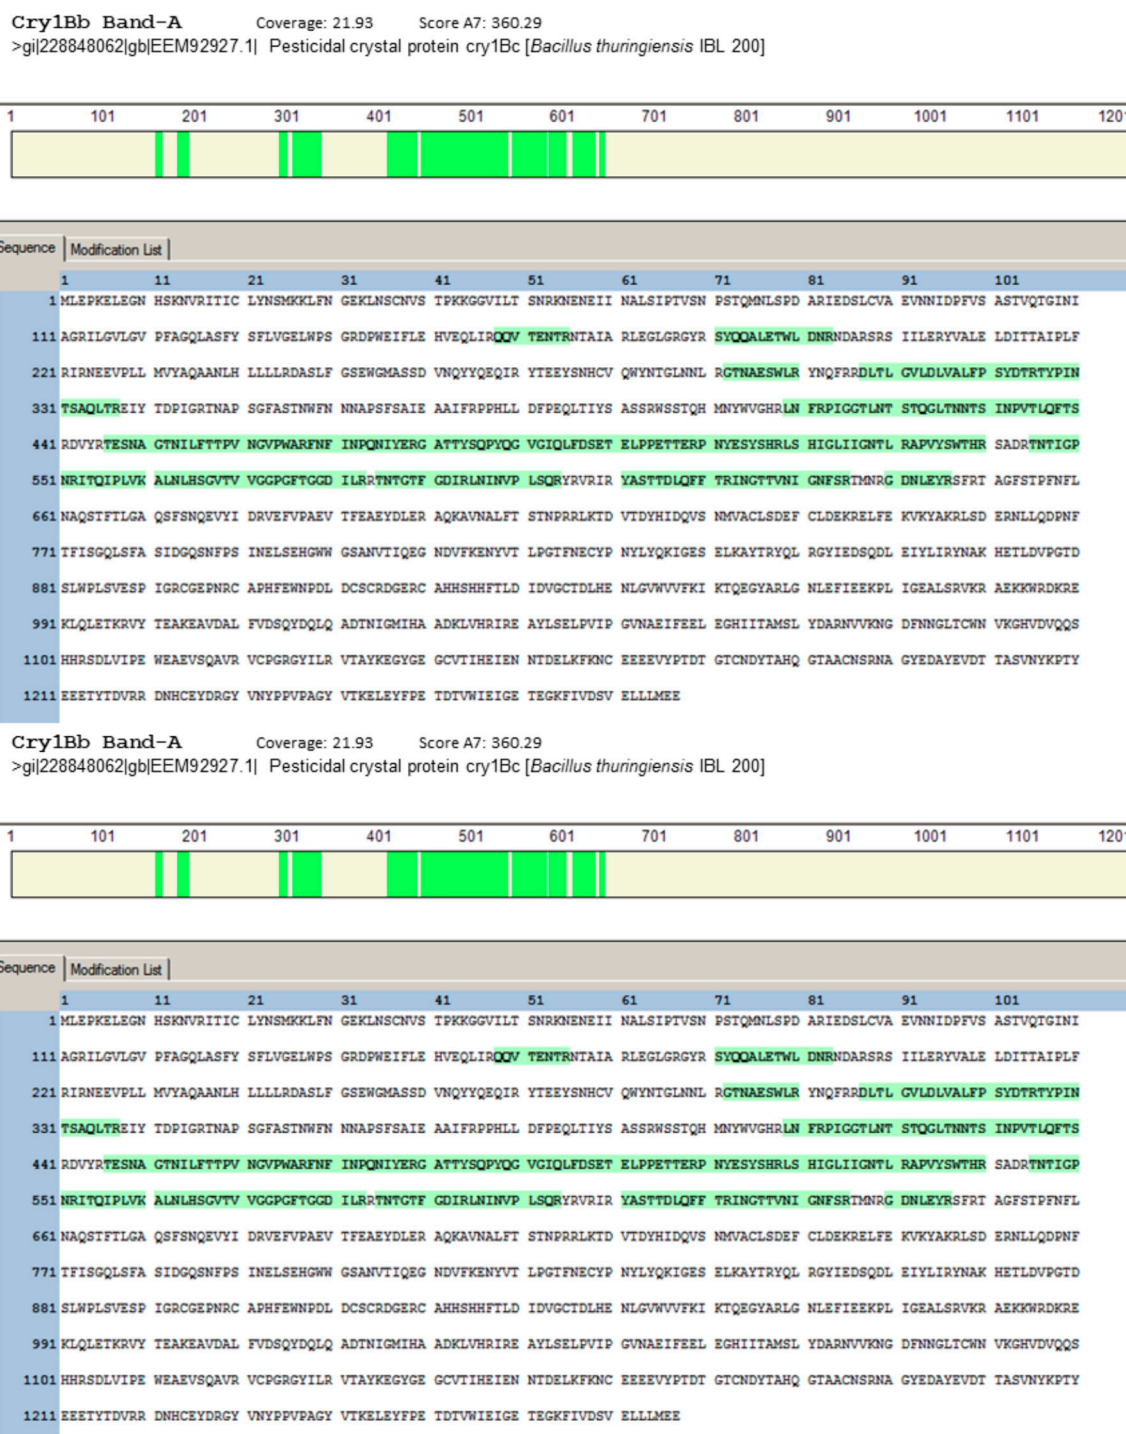 Cry1Bb Band-A Coverage: 21.93 Score A7: 360.29
>gi|228848062|gb|EEM92927.1| Pesticidal crystal protein cry1Bc [Bacillus thuringiensis IBL 200]
1 101 201 301 401 501 601 701 801 901 1001 1101 1201
Sequence Modification List
1 11 21 31 41 51 61 71 81 91 101
1 MLEPKELEGN HSKNVRITIC LYNSMKKLFN GEKLNSCNVS TPKKGGVILT SNRKNENEII NALSIPTVSN PSTQMNLSPD ARIEDSLCVA EVNNIDPFVS ASTVQTGINI
111 AGRILGVLGV PFAGQLASFY SFLVGELWPS GRDPWEIFLE HVEQLIRQQV TENTRNTAIA RLEGLGRGYR SYQQALETWL DNRNDARSRS IILERYVALE LDITTAIPLF
221 RIRNEEVPLL MVYAQAANLH LLLLRDASLF GSEWGMASSD VNQYYQEQIR YTEEYSNHCV QWYNTGLNNL RGTNAESWLR YNQFRRDLTL GVLDLVALFP SYDTRTYPIN
331 TSAQLTREIY TDPIGRTNAP SGFASTNWFN NNAPSFSAIE AAIFRPPHLL DFPEQLTIYS ASSRWSSTQH MNYWVGHRLN FRPIGGTLNT STQGLTNNTS INPVTLQFTS
441 RDVYRTESNA GTNILFTTPV NGVPWARFNF INPQNIYERG ATTYSQPYQG VGIQLFDSET ELPPETTERP NYESYSHRLS HIGLIIGNTL RAPVYSWTHR SADRTNTIGP
551 NRITQIPLVK ALNLHSGVTV VGGPGFTGGD ILRRTNTGTF GDIRLNINVP LSQRYRVRIR YASTTDLQFF TRINGTTVNI GNFSRTMNRG DNLEYRSFRT AGFSTPFNFL
661 NAQSTFTLGA QSFSNQEVYI DRVEFVPAEV TFEAEYDLER AQKAVNALFT STNPRRLKTD VTDYHIDQVS NMVACLSDEF CLDEKRELFE KVKYAKRLSD ERNLLQDPNF
771 TFISGQLSFA SIDGQSNFPS INELSEHGWW GSANVTIQEG NDVFKENYVT LPGTFNECYP NYLYQKIGES ELKAYTRYQL RGYIEDSQDL EIYLIRYNAK HETLDVPGTD
881 SLWPLSVESP IGRCGEPNRC APHFEWNPDL DCSCRDGERC AHHSHHFTLD IDVGCTDLHE NLGVWVVFKI KTQEGYARLG NLEFIEEKPL IGEALSRVKR AEKKWRDKRE
991 KLQLETKRVY TEAKEAVDAL FVDSQYDQLQ ADTNIGMIHA ADKLVHRIRE AYLSELPVIP GVNAEIFEEL EGHIITAMSL YDARNVVKNG DFNNGLTCWN VKGHVDVQQS
1101 HHRSDLVIPE WEAEVSQAVR VCPGRGYILR VTAYKEGYGE GCVTIHEIEN NTDELKFKNC EEEEVYPTDT GTCNDYTAHQ GTAACNSRNA GYEDAYEVDT TASVNYKPTY
1211 EEETYTDVRR DNHCEYDRGY VNYPPVPAGY VTKELEYFPE TDTVWIEIGE TEGKFIVDSV ELLLMEE
Cry1Bb Band-A Coverage: 21.93 Score A7: 360.29
>gi|228848062|gb|EEM92927.1| Pesticidal crystal protein cry1Bc [Bacillus thuringiensis IBL 200]
1 101 201 301 401 501 601 701 801 901 1001 1101 1201
Sequence Modification List
1 11 21 31 41 51 61 71 81 91 101
1 MLEPKELEGN HSKNVRITIC LYNSMKKLFN GEKLNSCNVS TPKKGGVILT SNRKNENEII NALSIPTVSN PSTQMNLSPD ARIEDSLCVA EVNNIDPFVS ASTVQTGINI
111 AGRILGVLGV PFAGQLASFY SFLVGELWPS GRDPWEIFLE HVEQLIRQQV TENTRNTAIA RLEGLGRGYR SYQQALETWL DNRNDARSRS IILERYVALE LDITTAIPLF
221 RIRNEEVPLL MVYAQAANLH LLLLRDASLF GSEWGMASSD VNQYYQEQIR YTEEYSNHCV QWYNTGLNNL RGTNAESWLR YNQFRRDLTL GVLDLVALFP SYDTRTYPIN
331 TSAQLTREIY TDPIGRTNAP SGFASTNWFN NNAPSFSAIE AAIFRPPHLL DFPEQLTIYS ASSRWSSTQH MNYWVGHRLN FRPIGGTLNT STQGLTNNTS INPVTLQFTS
441 RDVYRTESNA GTNILFTTPV NGVPWARFNF INPQNIYERG ATTYSQPYQG VGIQLFDSET ELPPETTERP NYESYSHRLS HIGLIIGNTL RAPVYSWTHR SADRTNTIGP
551 NRITQIPLVK ALNLHSGVTV VGGPGFTGGD ILRRTNTGTF GDIRLNINVP LSQRYRVRIR YASTTDLQFF TRINGTTVNI GNFSRTMNRG DNLEYRSFRT AGFSTPFNFL
661 NAQSTFTLGA QSFSNQEVYI DRVEFVPAEV TFEAEYDLER AQKAVNALFT STNPRRLKTD VTDYHIDQVS NMVACLSDEF CLDEKRELFE KVKYAKRLSD ERNLLQDPNF
771 TFISGQLSFA SIDGQSNFPS INELSEHGWW GSANVTIQEG NDVFKENYVT LPGTFNECYP NYLYQKIGES ELKAYTRYQL RGYIEDSQDL EIYLIRYNAK HETLDVPGTD
881 SLWPLSVESP IGRCGEPNRC APHFEWNPDL DCSCRDGERC AHHSHHFTLD IDVGCTDLHE NLGVWVVFKI KTQEGYARLG NLEFIEEKPL IGEALSRVKR AEKKWRDKRE
991 KLQLETKRVY TEAKEAVDAL FVDSQYDQLQ ADTNIGMIHA ADKLVHRIRE AYLSELPVIP GVNAEIFEEL EGHIITAMSL YDARNVVKNG DFNNGLTCWN VKGHVDVQQS
1101 HHRSDLVIPE WEAEVSQAVR VCPGRGYILR VTAYKEGYGE GCVTIHEIEN NTDELKFKNC EEEEVYPTDT GTCNDYTAHQ GTAACNSRNA GYEDAYEVDT TASVNYKPTY
1211 EEETYTDVRR DNHCEYDRGY VNYPPVPAGY VTKELEYFPE TDTVWIEIGE TEGKFIVDSV ELLLMEE